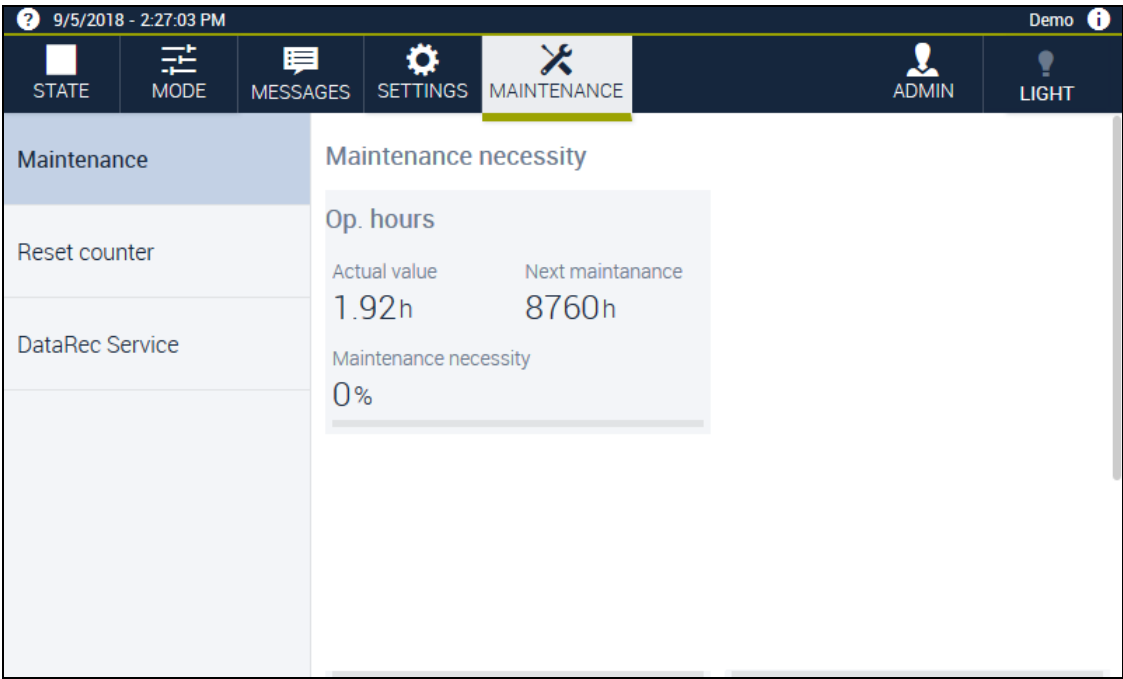 ? 9/5/2018 - 2:27:03 PM Demo i
STATE MODE MESSAGES SETTINGS MAINTENANCE ADMIN LIGHT
Maintenance
Reset counter
DataRec Service
Maintenance necessity
Op. hours
Actual value Next maintanance
1.92h 8760h
Maintenance necessity
0%